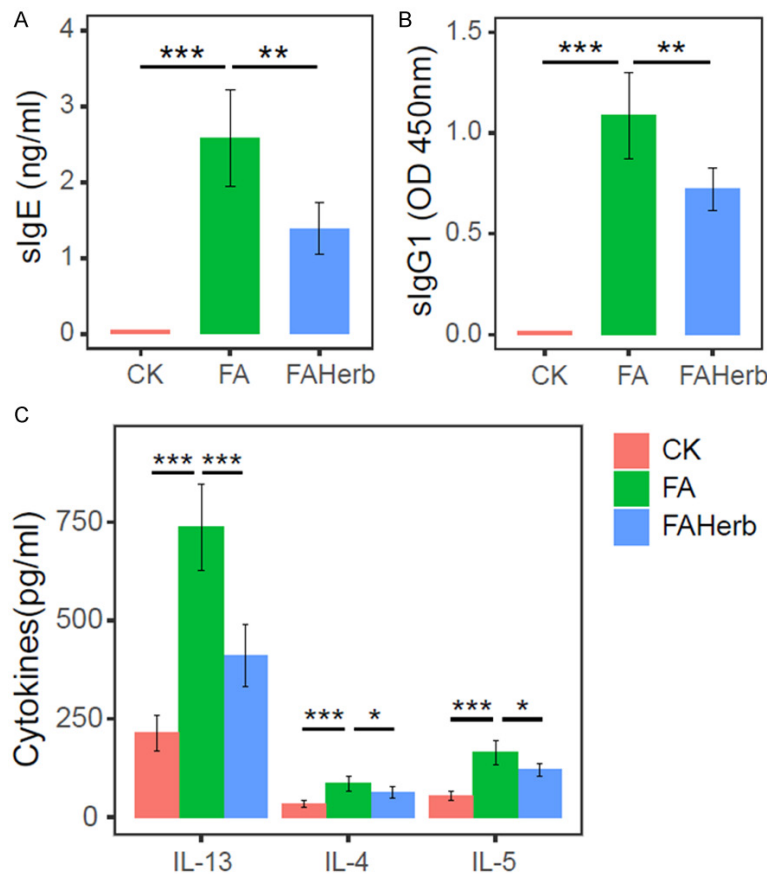 A
sIgE (ng/ml)
4
3
2
1
0
*** **
CK FA FAHerb
B
sIgG1 (OD 450nm)
1.5
1.0
0.5
0.0
*** **
CK FA FAHerb
C
Cytokines(pg/ml)
750
500
250
0
*** ***
*** *
*** *
IL-13 IL-4 IL-5
CK
FA
FAHerb